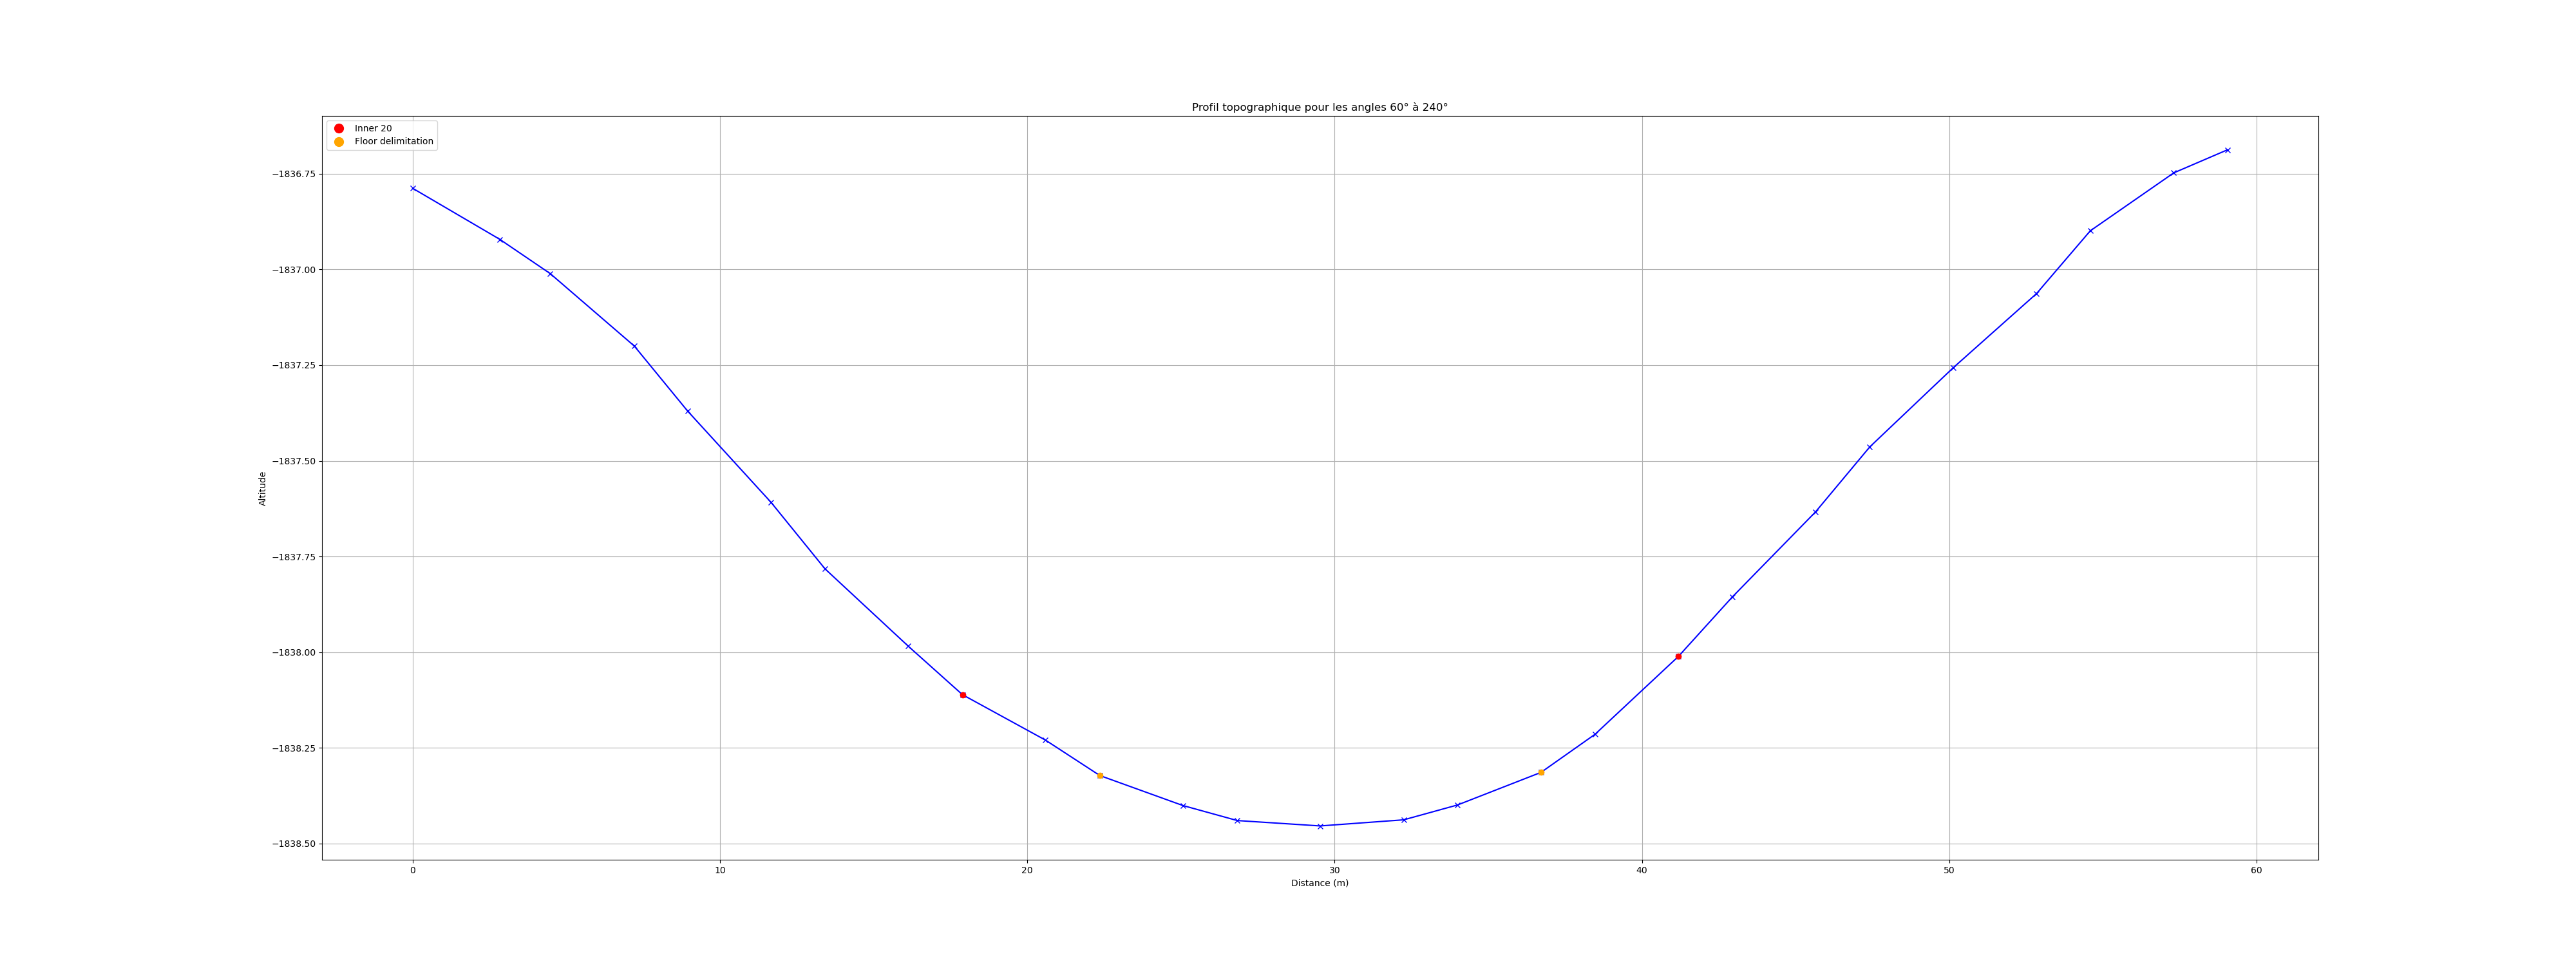 Profil topographique pour les angles 60° à 240°
Inner 20
Floor delimitation
Altitude
−1836.75
−1837.00
−1837.25
−1837.50
−1837.75
−1838.00
−1838.25
−1838.50
0 10 20 30 40 50 60
Distance (m)